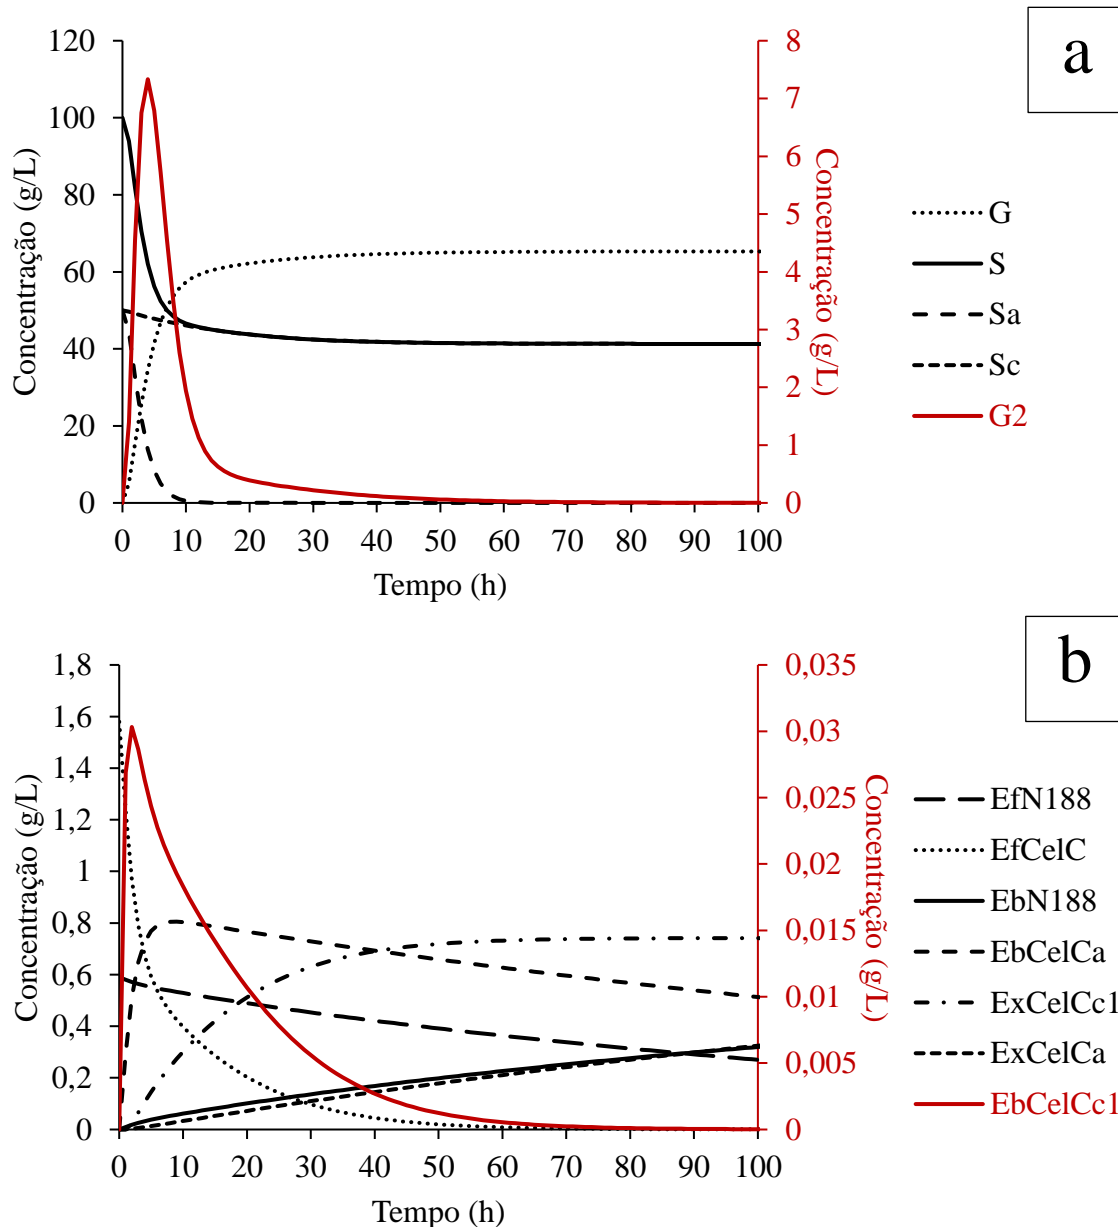 a
120
100
80
60
40
20
0
Concentração (g/L)
8
7
6
5
4
3
2
1
0
Concentração (g/L)
0 10 20 30 40 50 60 70 80 90 100
Tempo (h)
G
S
Sa
Sc
G2
b
1,8
1,6
1,4
1,2
1
0,8
0,6
0,4
0,2
0
Concentração (g/L)
0,035
0,03
0,025
0,02
0,015
0,01
0,005
0
Concentração (g/L)
0 10 20 30 40 50 60 70 80 90 100
Tempo (h)
EfN188
EfCelC
EbN188
EbCelCa
ExCelCc1
ExCelCa
EbCelCc1